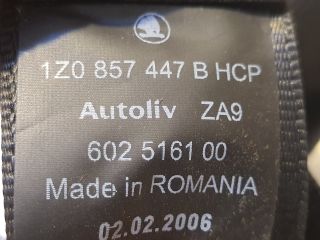 1Z0 857 447 B HCP
Autoliv ZA9
602 5161 00
Made in ROMANIA
02.02.2006